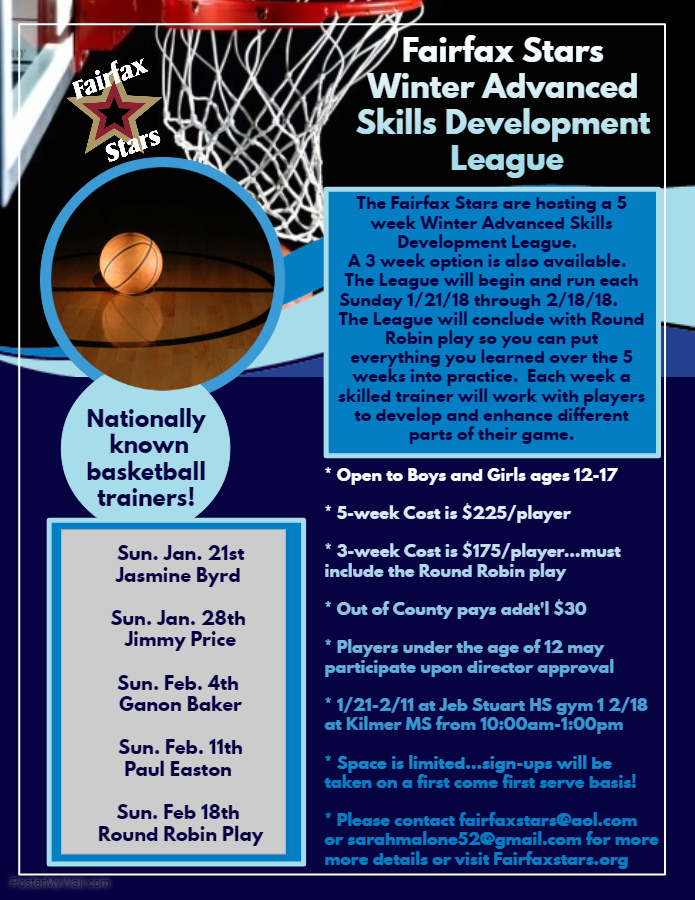 Fairfax Stars
Winter Advanced
Skills Development
League
Fairfax
Stars
The Fairfax Stars are hosting a 5
week Winter Advanced Skills
Development League.
A 3 week option is also available.
The League will begin and run each
Sunday 1/21/18 through 2/18/18.
The League will conclude with Round
Robin play so you can put
everything you learned over the 5
weeks into practice. Each week a
skilled trainer will work with players
to develop and enhance different
parts of their game.
Nationally
known
basketball
trainers!
Sun. Jan. 21st
Jasmine Byrd
Sun. Jan. 28th
Jimmy Price
Sun. Feb. 4th
Ganon Baker
Sun. Feb. 11th
Paul Easton
Sun. Feb 18th
Round Robin Play
* Open to Boys and Girls ages 12-17
* 5-week Cost is $225/player
* 3-week Cost is $175/player...must
include the Round Robin play
* Out of County pays addt'l $30
* Players under the age of 12 may
participate upon director approval
* 1/21-2/11 at Jeb Stuart HS gym 1 2/18
at Kilmer MS from 10:00am-1:00pm
* Space is limited...sign-ups will be
taken on a first come first serve basis!
* Please contact fairfaxstars@aol.com
or sarahmalone52@gmail.com for more
more details or visit Fairfaxstars.org
PosterMyWall.com